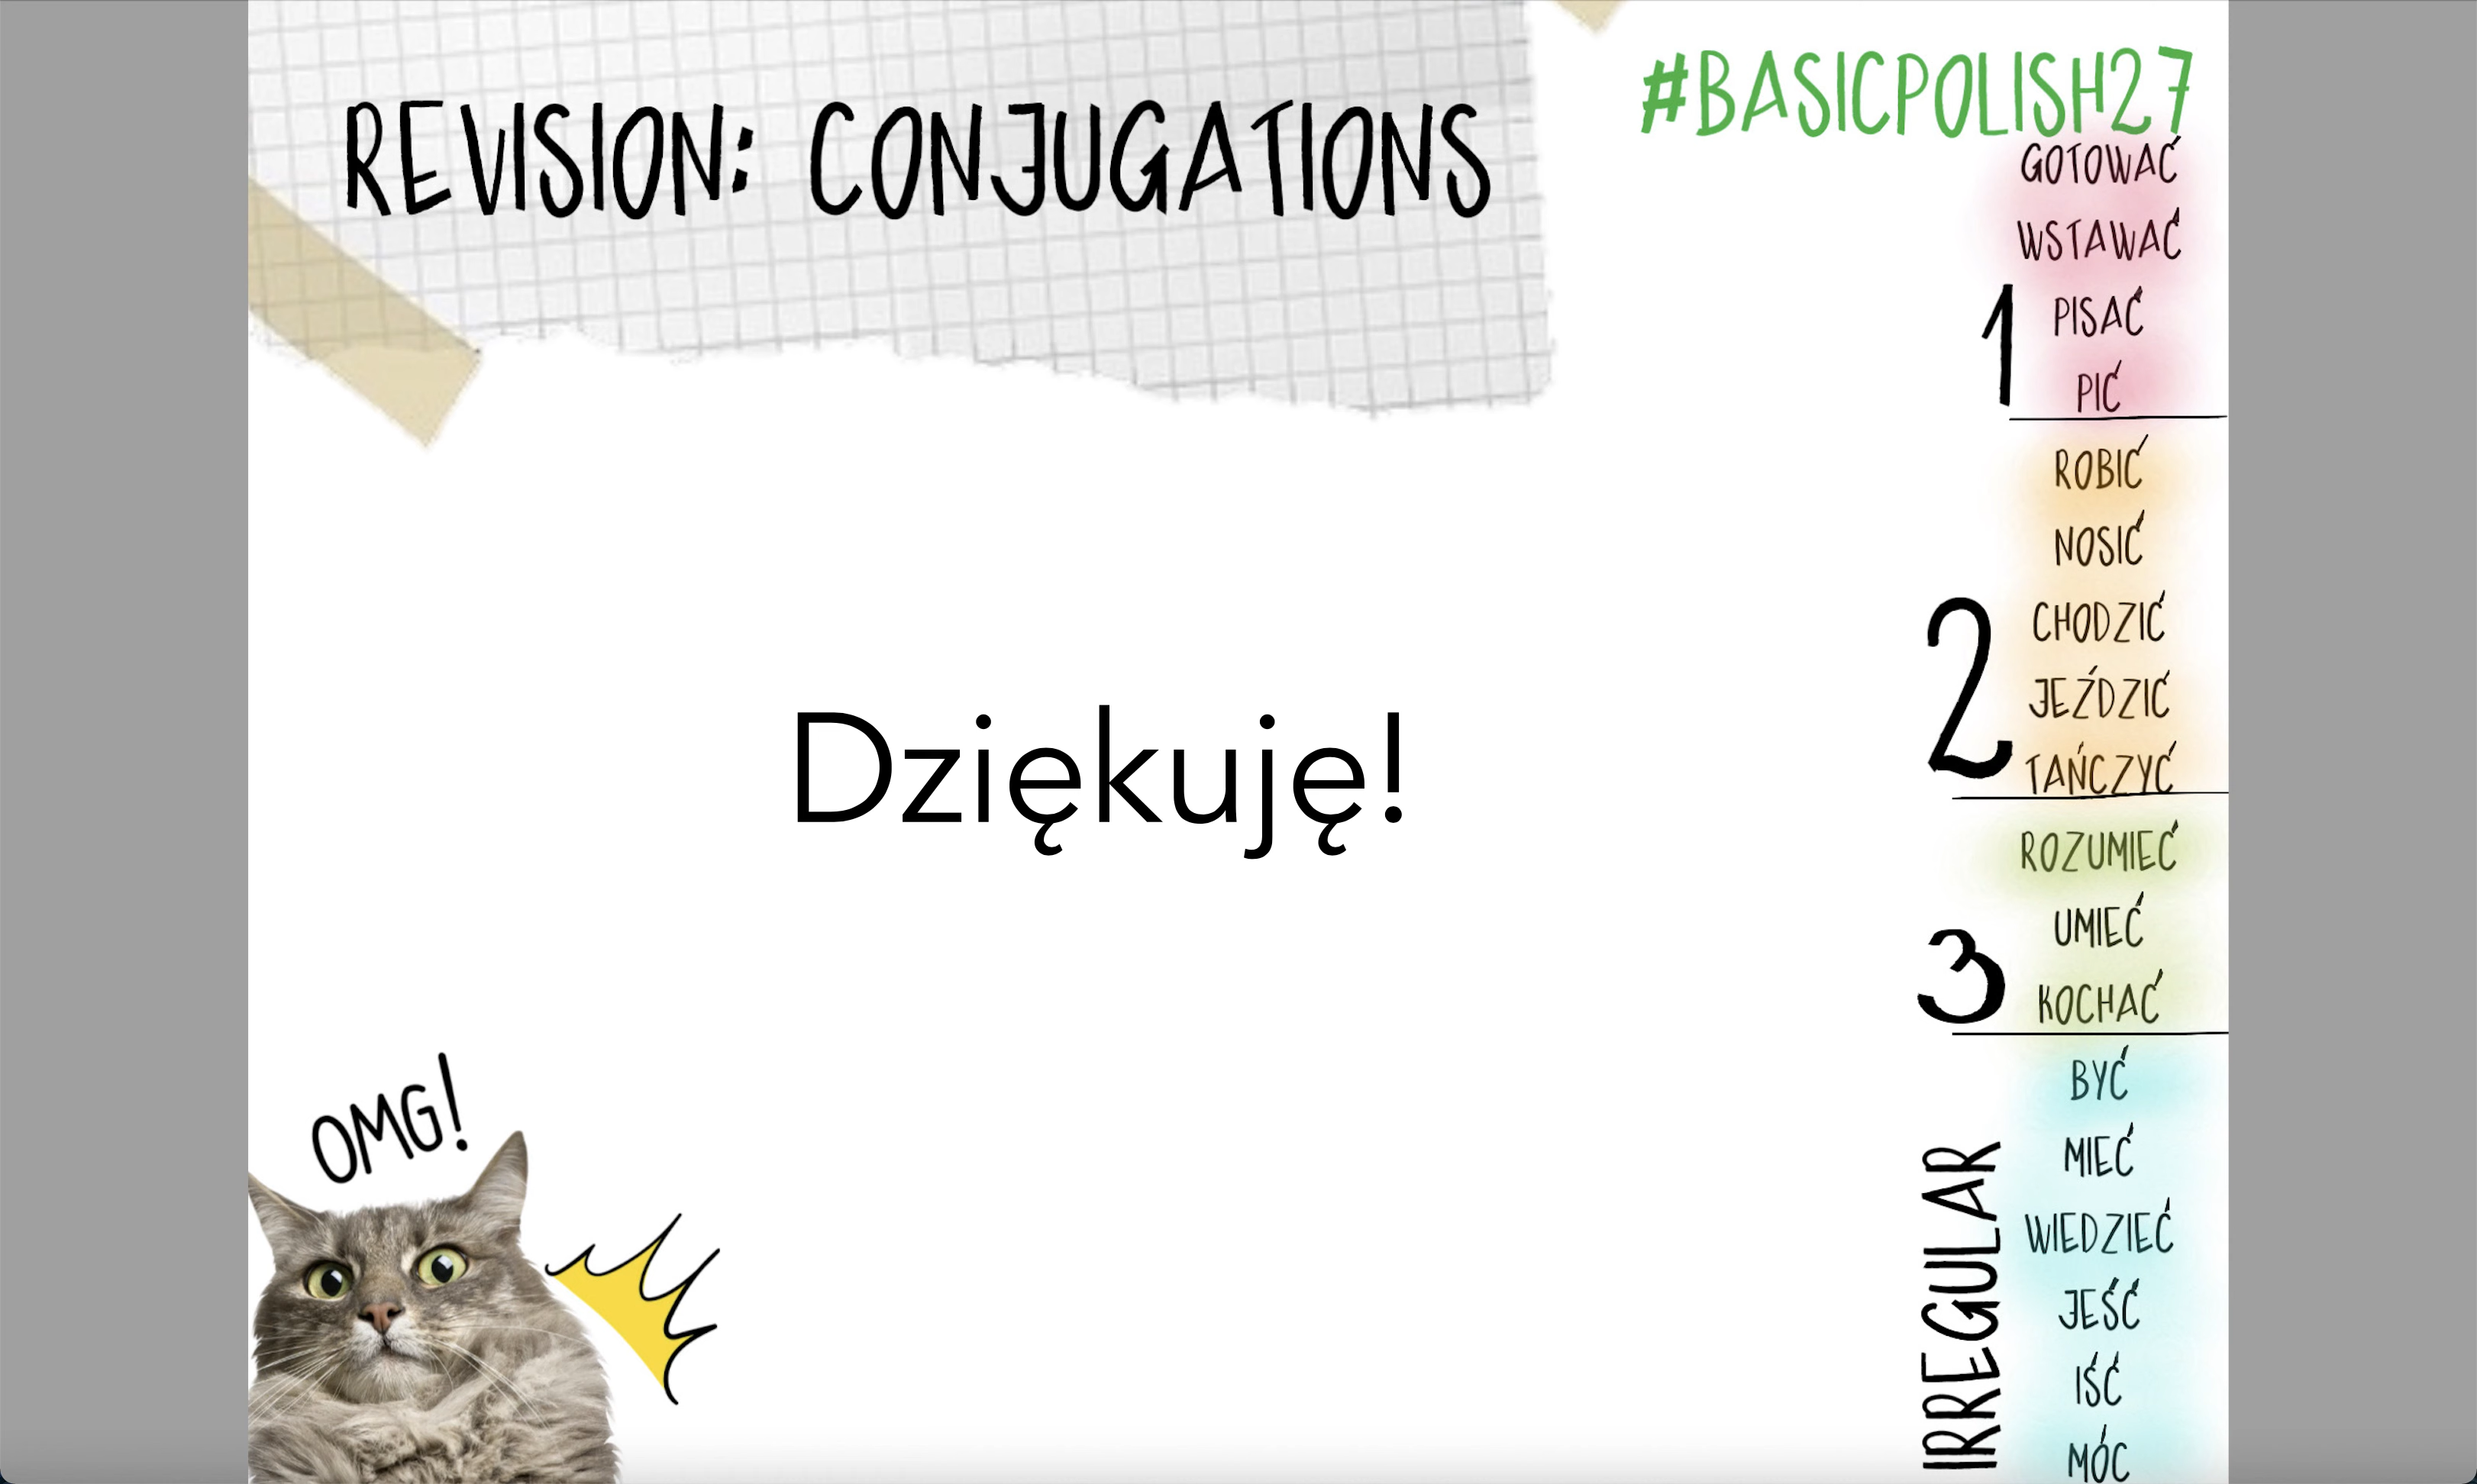 REVISION: CONJUGATIONS
#BASICPOLISH27
GOTOWAĆ
WSTAWAĆ
1
PISAĆ
PIĆ
ROBIĆ
NOSIĆ
CHODZIĆ
2
JEŹDZIĆ
TAŃCZYĆ
Dziękuję!
ROZUMIEĆ
UMIEĆ
3
KOCHAĆ
BYĆ
MIEĆ
WIEDZIEĆ
JEŚĆ
IŚĆ
MÓC
IRREGULAR
OMG!